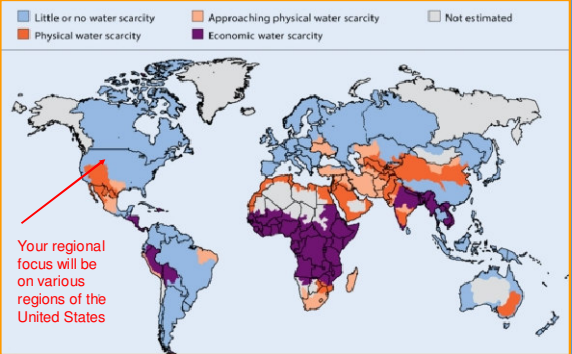 Little or no water scarcity
Approaching physical water scarcity
Not estimated
Physical water scarcity
Economic water scarcity
Your regional
focus will be
on various
regions of the
United States